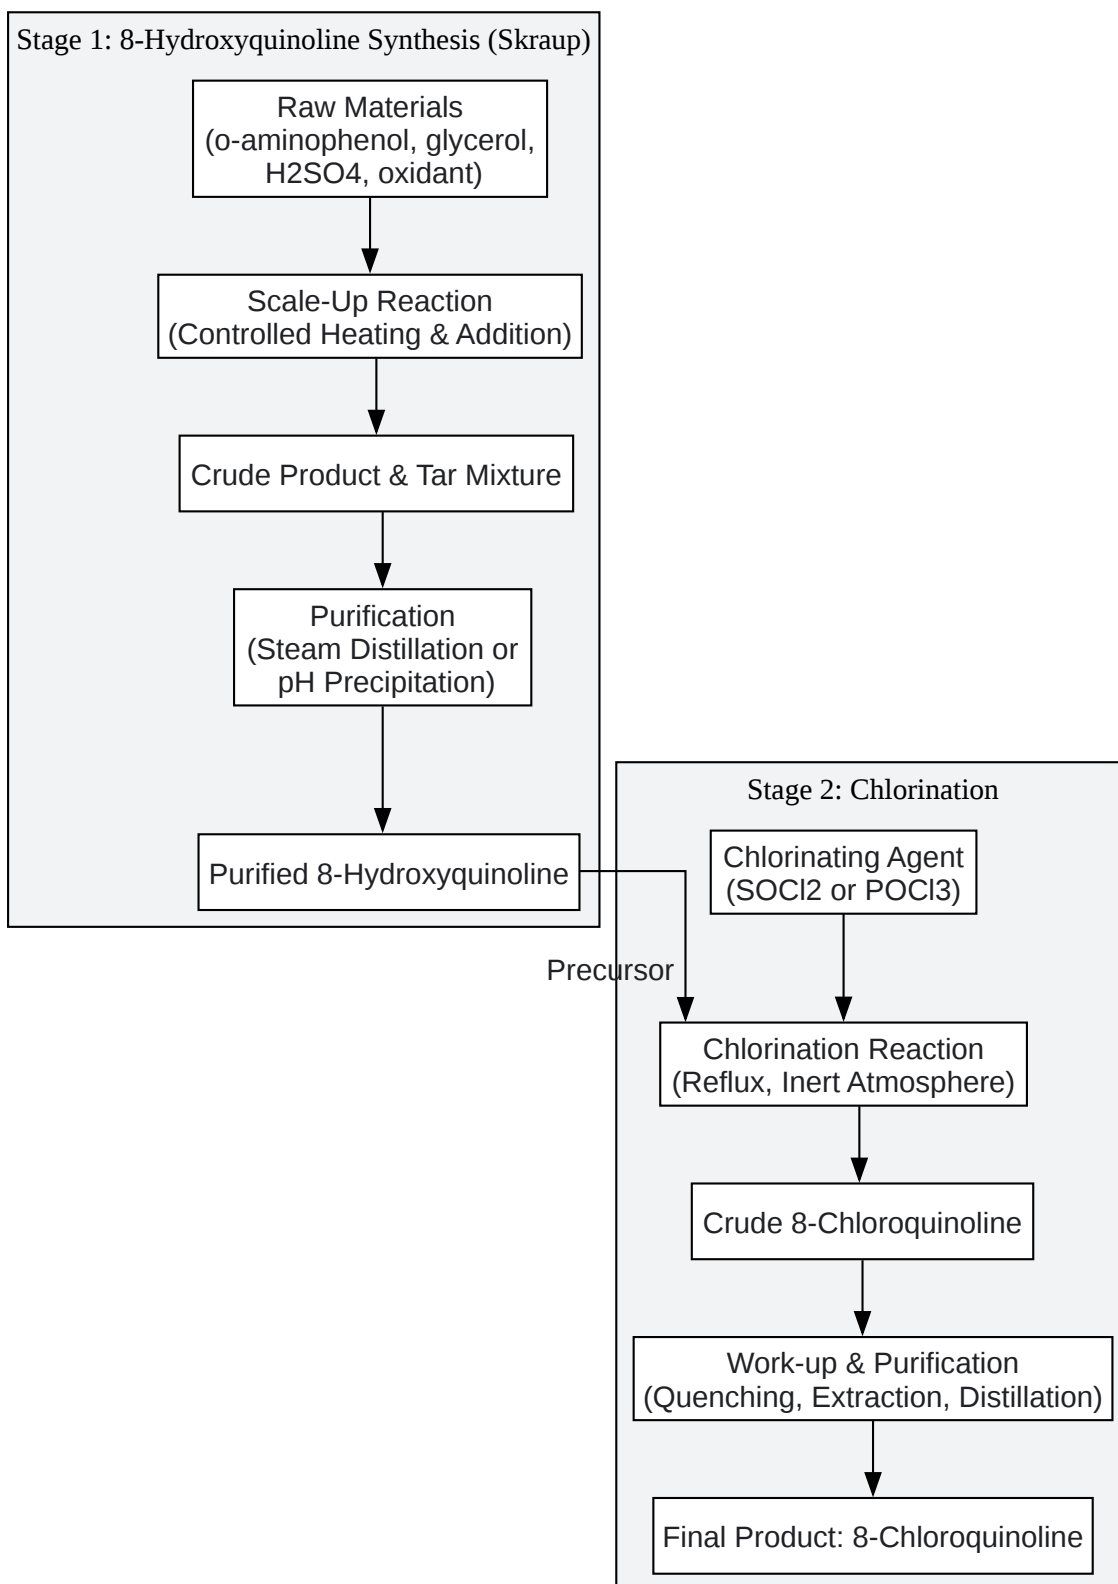 Stage 1: 8-Hydroxyquinoline Synthesis (Skraup)
Raw Materials
(o-aminophenol, glycerol,
H2SO4, oxidant)
Scale-Up Reaction
(Controlled Heating & Addition)
Crude Product & Tar Mixture
Purification
(Steam Distillation or
pH Precipitation)
Purified 8-Hydroxyquinoline
Precursor
Stage 2: Chlorination
Chlorinating Agent
(SOCl2 or POCl3)
Chlorination Reaction
(Reflux, Inert Atmosphere)
Crude 8-Chloroquinoline
Work-up & Purification
(Quenching, Extraction, Distillation)
Final Product: 8-Chloroquinoline